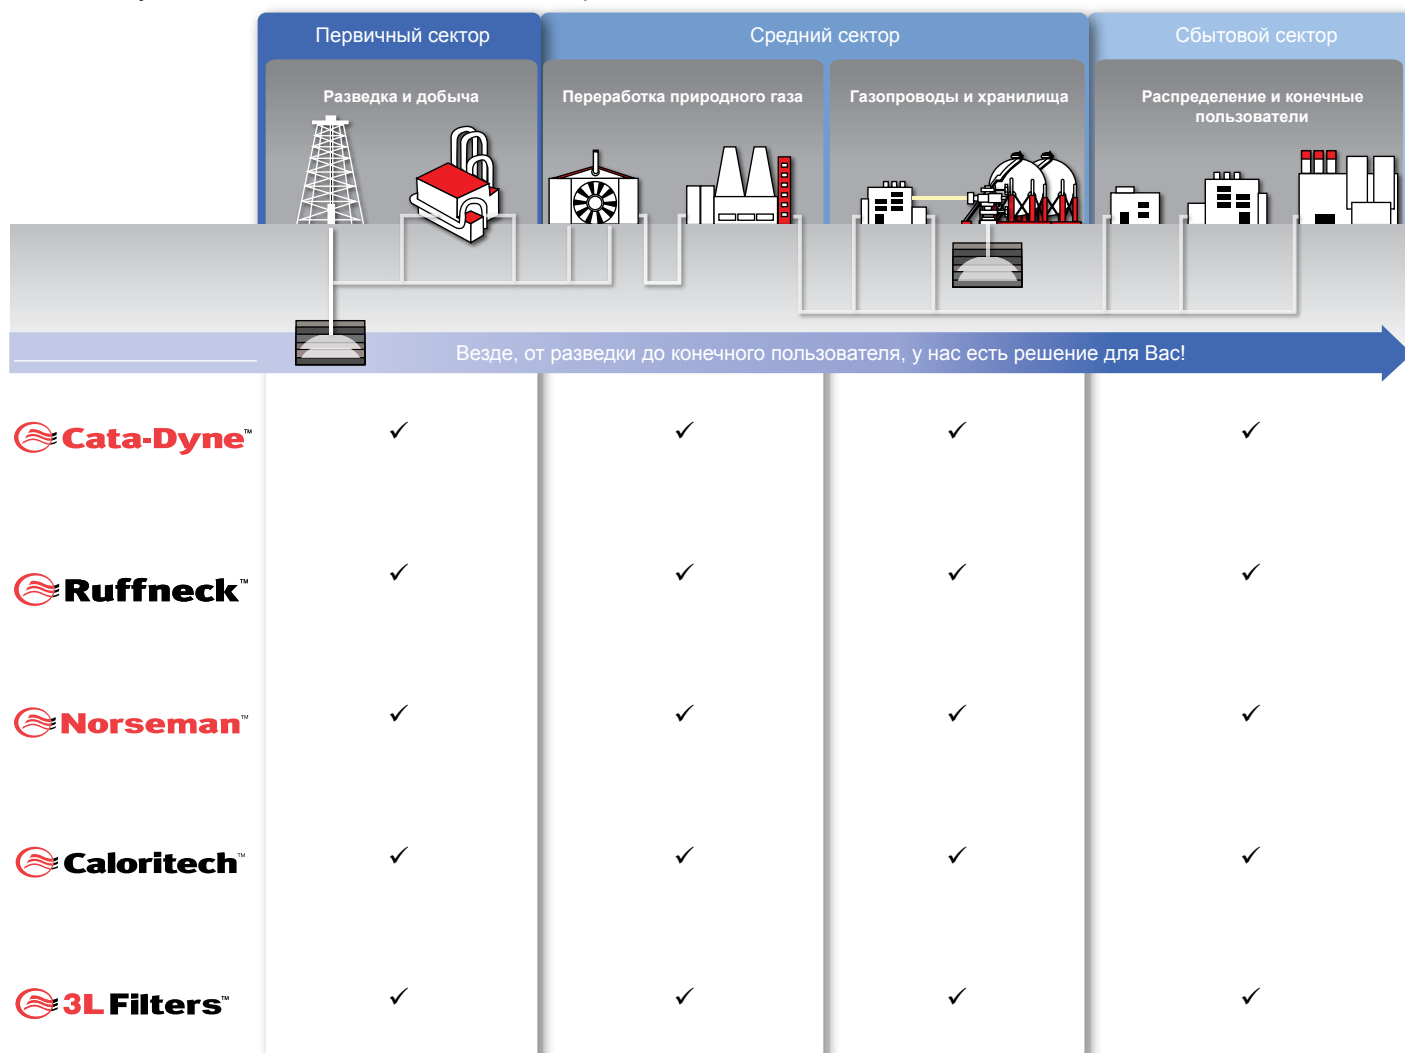 Первичный сектор
Средний сектор
Сбытовой сектор
Разведка и добыча
Переработка природного газа
Газопроводы и хранилища
Распределение и конечные
пользователи
Везде, от разведки до конечного пользователя, у нас есть решение для Вас!
Cata-Dyne™ ✓ ✓ ✓ ✓
Ruffneck™ ✓ ✓ ✓ ✓
Norseman™ ✓ ✓ ✓ ✓
Caloritech™ ✓ ✓ ✓ ✓
3L Filters™ ✓ ✓ ✓ ✓